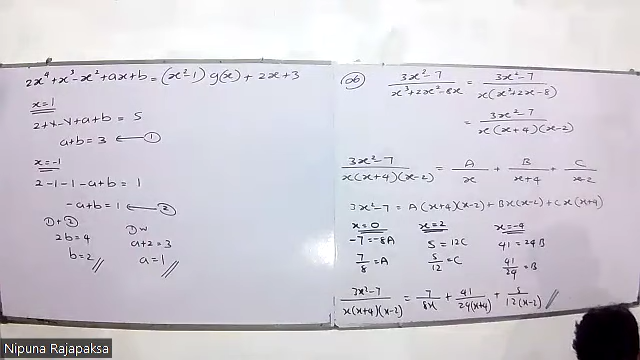 2x⁴+x³-x²+ax+b = (x²-1) g(x) + 2x+3
x=1
2+1-1+a+b = 5
a+b = 3 ← ①
x=-1
2-1-1-a+b = 1
-a+b = 1 ← ②
①+②
2b=4
b=2
a+2=3
a=1
06
3x²-7 / x³+2x²-8x = 3x²-7 / x(x²+2x-8)
= 3x²-7 / x(x+4)(x-2)
3x²-7 / x(x+4)(x-2) = A/x + B/x+4 + C/x-2
3x²-7 = A(x+4)(x-2) + Bx(x-2) + Cx(x+4)
x=0
-7=-8A
7/8 = A
x=2
5=12C
5/12 = C
x=-4
41=24B
41/24 = B
3x²-7 / x(x+4)(x-2) = 7/8x + 41/24(x+4) + 5/12(x-2)
Nipuna Rajapaksa